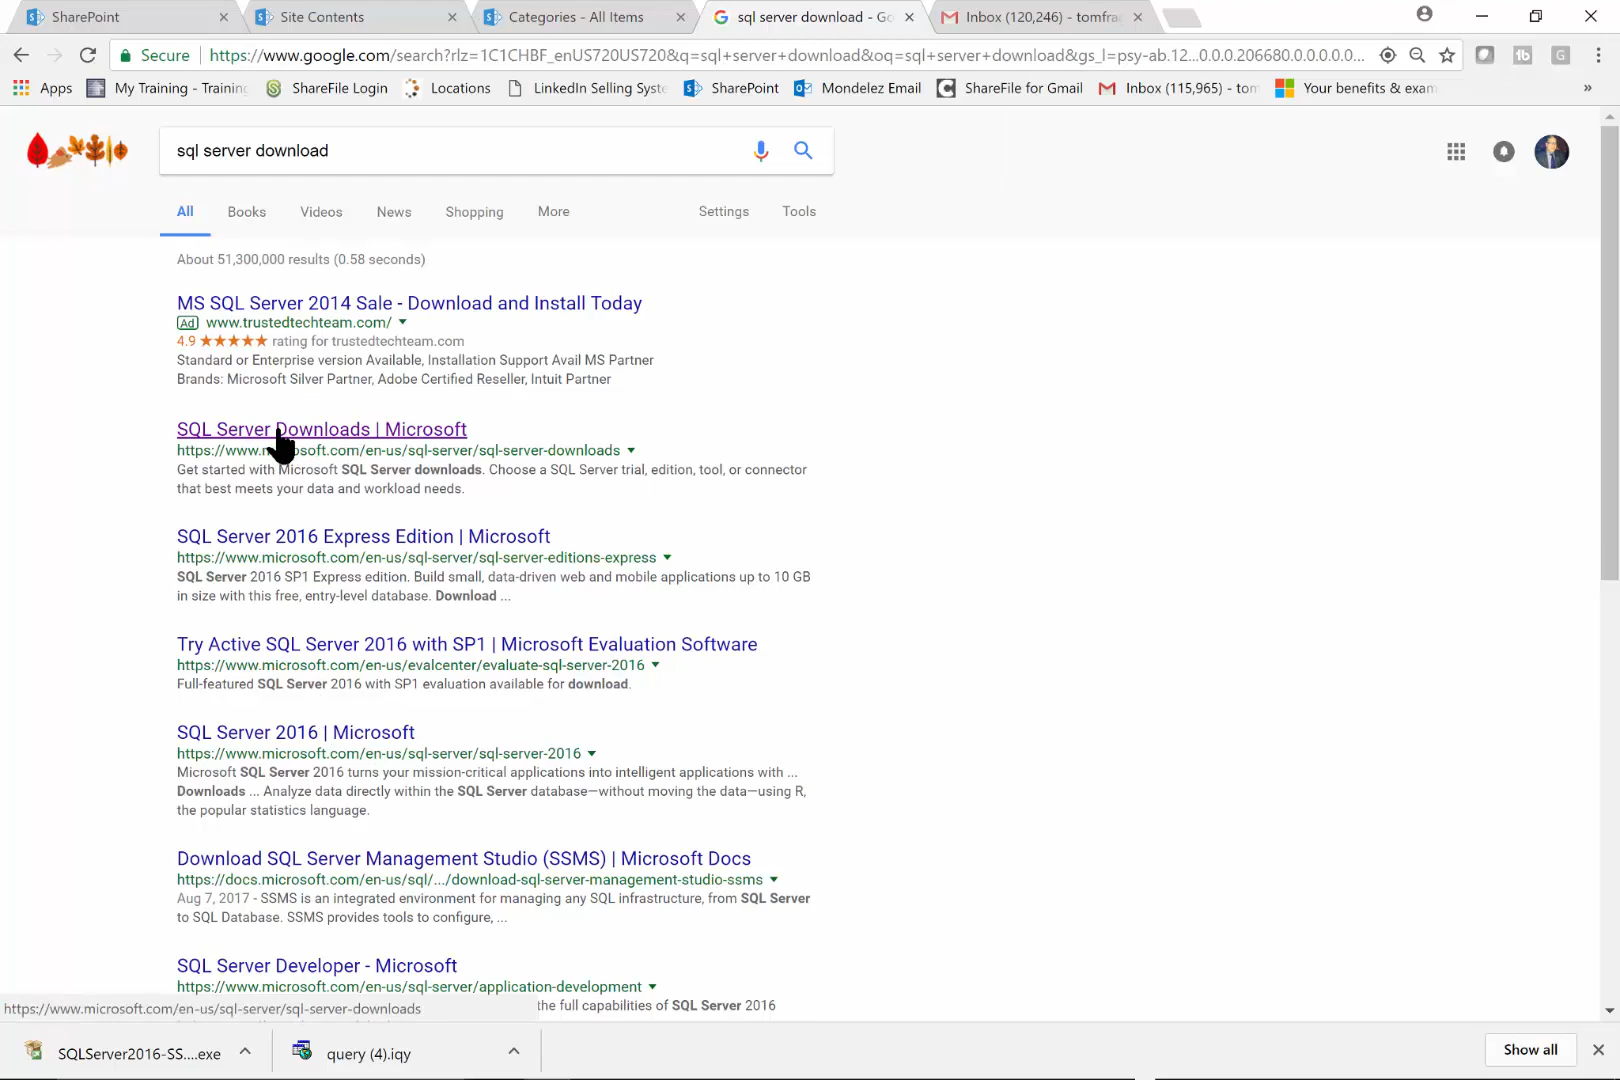 SharePoint
Site Contents
Categories - All Items
sql server download - Go
Inbox (120,246) - tomfra
Secure
https://www.google.com/search?rlz=1C1CHBF_enUS720US720&q=sql+server+download&oq=sql+server+download&gs_l=psy-ab.12...0.0.0.206680.0.0.0.0.0...
Apps
My Training - Training
ShareFile Login
Locations
LinkedIn Selling Syste
SharePoint
Mondelez Email
ShareFile for Gmail
Inbox (115,965) - tom
Your benefits & exam
»
sql server download
All
Books
Videos
News
Shopping
More
Settings
Tools
About 51,300,000 results (0.58 seconds)
MS SQL Server 2014 Sale - Download and Install Today
Ad www.trustedtechteam.com/
4.9 ★★★★★ rating for trustedtechteam.com
Standard or Enterprise version Available, Installation Support Avail MS Partner
Brands: Microsoft Silver Partner, Adobe Certified Reseller, Intuit Partner
SQL Server Downloads | Microsoft
https://www.microsoft.com/en-us/sql-server/sql-server-downloads
Get started with Microsoft SQL Server downloads. Choose a SQL Server trial, edition, tool, or connector
that best meets your data and workload needs.
SQL Server 2016 Express Edition | Microsoft
https://www.microsoft.com/en-us/sql-server/sql-server-editions-express
SQL Server 2016 SP1 Express edition. Build small, data-driven web and mobile applications up to 10 GB
in size with this free, entry-level database. Download ...
Try Active SQL Server 2016 with SP1 | Microsoft Evaluation Software
https://www.microsoft.com/en-us/evalcenter/evaluate-sql-server-2016
Full-featured SQL Server 2016 with SP1 evaluation available for download.
SQL Server 2016 | Microsoft
https://www.microsoft.com/en-us/sql-server/sql-server-2016
Microsoft SQL Server 2016 turns your mission-critical applications into intelligent applications with ...
Downloads ... Analyze data directly within the SQL Server database—without moving the data—using R,
the popular statistics language.
Download SQL Server Management Studio (SSMS) | Microsoft Docs
https://docs.microsoft.com/en-us/sql/.../download-sql-server-management-studio-ssms
Aug 7, 2017 - SSMS is an integrated environment for managing any SQL infrastructure, from SQL Server
to SQL Database. SSMS provides tools to configure, ...
SQL Server Developer - Microsoft
https://www.microsoft.com/en-us/sql-server/application-development
the full capabilities of SQL Server 2016
https://www.microsoft.com/en-us/sql-server/sql-server-downloads
SQLServer2016-SS....exe
query (4).iqy
Show all